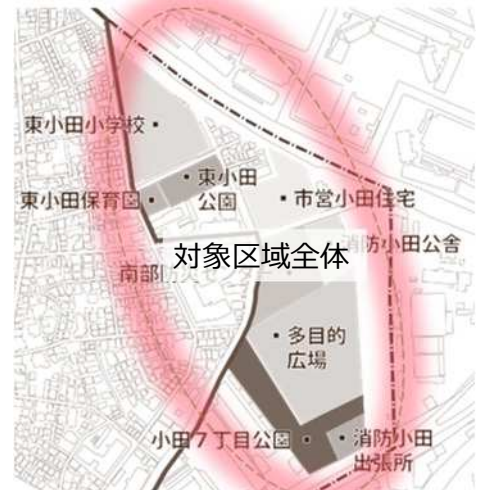 東小田小学校
東小田
公園
東小田保育園
市営小田住宅
消防小田公舎
対象区域全体
南部
多目的
広場
小田7丁目公園
消防小田
出張所